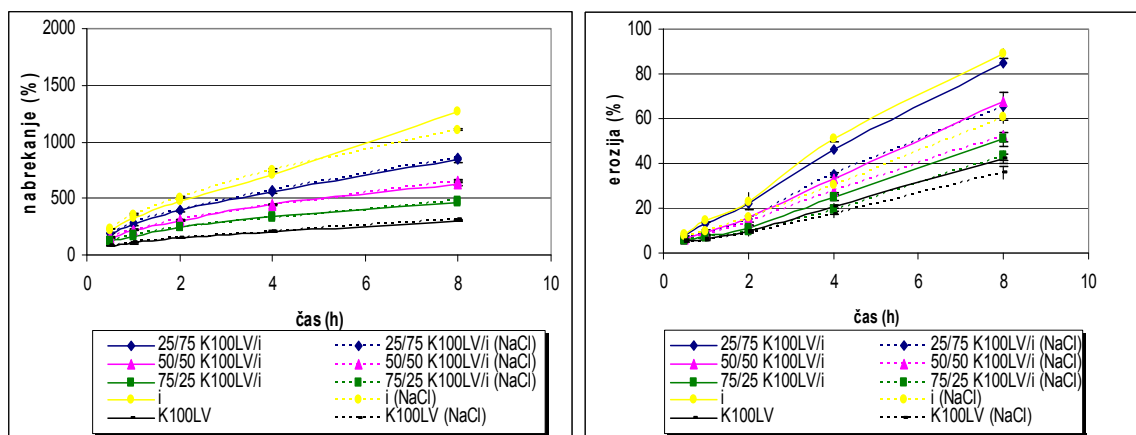 2000
1500
1000
500
0
nabrekanje (%)
0 2 4 6 8 10
čas (h)
25/75 K100LV/i 25/75 K100LV/i (NaCl)
50/50 K100LV/i 50/50 K100LV/i (NaCl)
75/25 K100LV/i 75/25 K100LV/i (NaCl)
i i (NaCl)
K100LV K100LV (NaCl)
100
80
60
40
20
0
erozija (%)
0 2 4 6 8 10
čas (h)
25/75 K100LV/i 25/75 K100LV/i (NaCl)
50/50 K100LV/i 50/50 K100LV/i (NaCl)
75/25 K100LV/i 75/25 K100LV/i (NaCl)
i i (NaCl)
K100LV K100LV (NaCl)